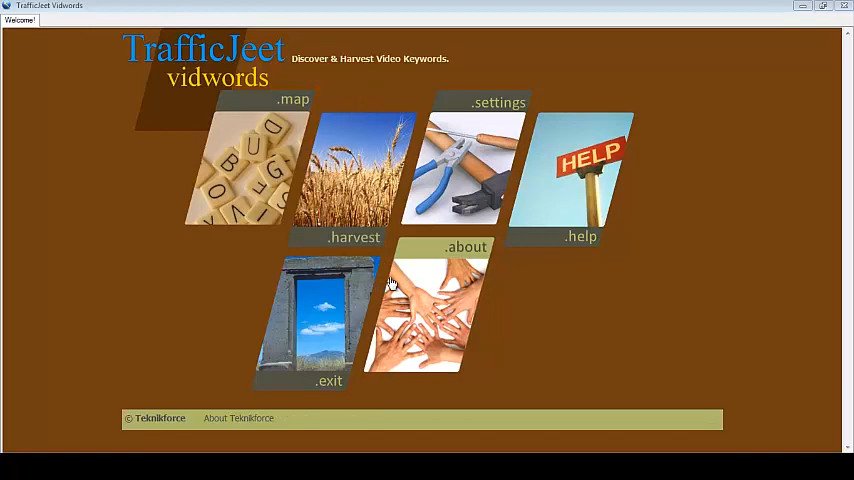 TrafficJeet Vidwords
Welcome!
TrafficJeet
vidwords
Discover & Harvest Video Keywords.
.map
.settings
D
U
B
G
O
HELP
.harvest
.about
.help
.exit
© Teknikforce
About Teknikforce